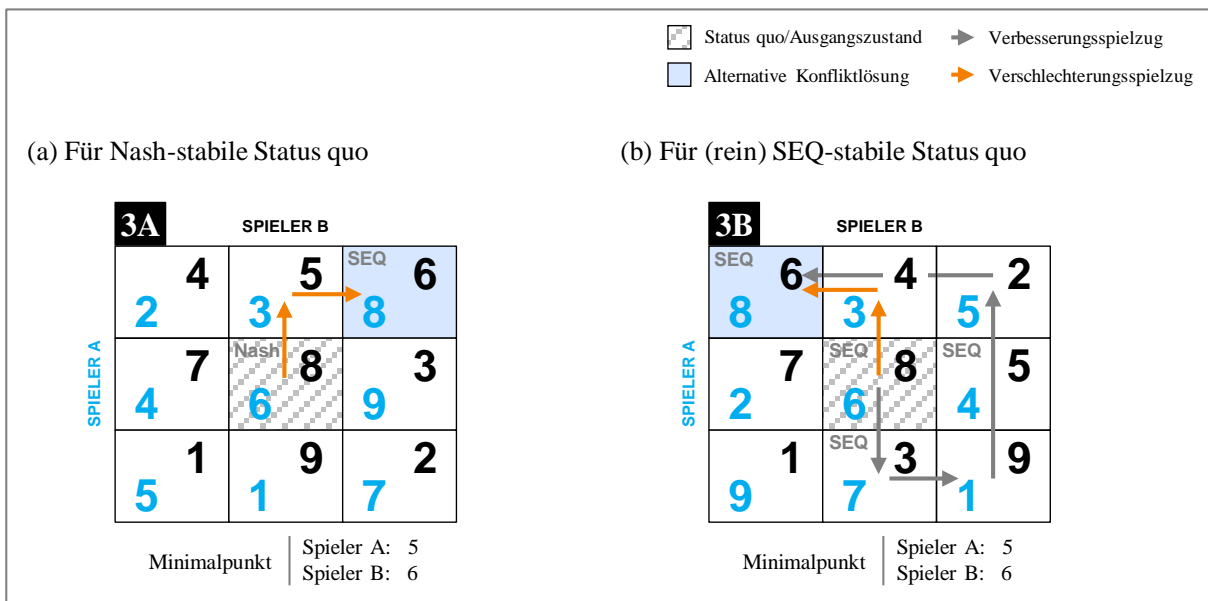 Status quo/Ausgangszustand Verbesserungsspielzug
Alternative Konfliktlösung Verschlechterungsspielzug
(a) Für Nash-stabile Status quo
(b) Für (rein) SEQ-stabile Status quo
3A SPIELER B
SPIELER A
4 5 SEQ 6
2 3 8
7 Nash 8 3
4 6 9
1 9 2
5 1 7
Minimalpunkt Spieler A: 5
Spieler B: 6
3B SPIELER B
SPIELER A
SEQ 6 4 2
8 3 5
7 SEQ 8 SEQ 5
2 6 4
1 SEQ 3 9
9 7 1
Minimalpunkt Spieler A: 5
Spieler B: 6